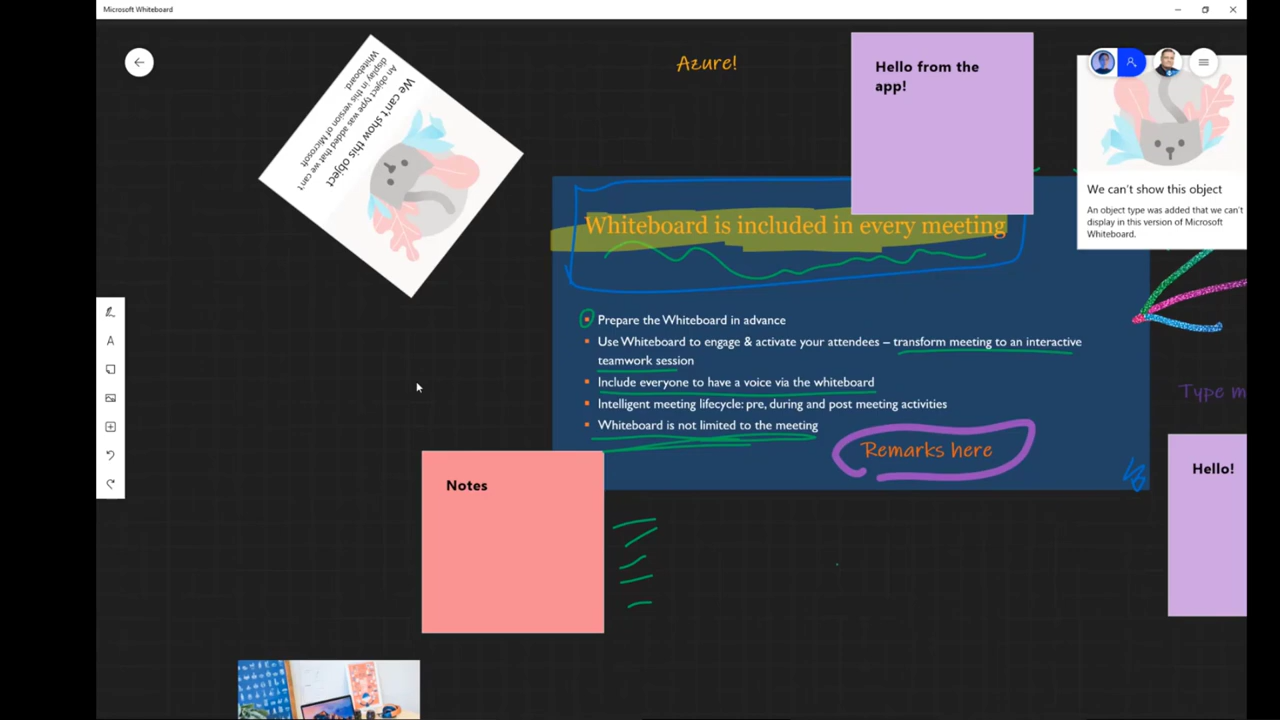 Microsoft Whiteboard
Azure!
Hello from the
app!
We can't show this object
An object type was added that we can't
display in this version of Microsoft
Whiteboard.
We can't show this object
An object type was added that we can't
display in this version of Microsoft
Whiteboard.
Whiteboard is included in every meeting
Prepare the Whiteboard in advance
Use Whiteboard to engage & activate your attendees – transform meeting to an interactive
teamwork session
Include everyone to have a voice via the whiteboard
Intelligent meeting lifecycle: pre, during and post meeting activities
Whiteboard is not limited to the meeting
Remarks here
Type m
Hello!
Notes